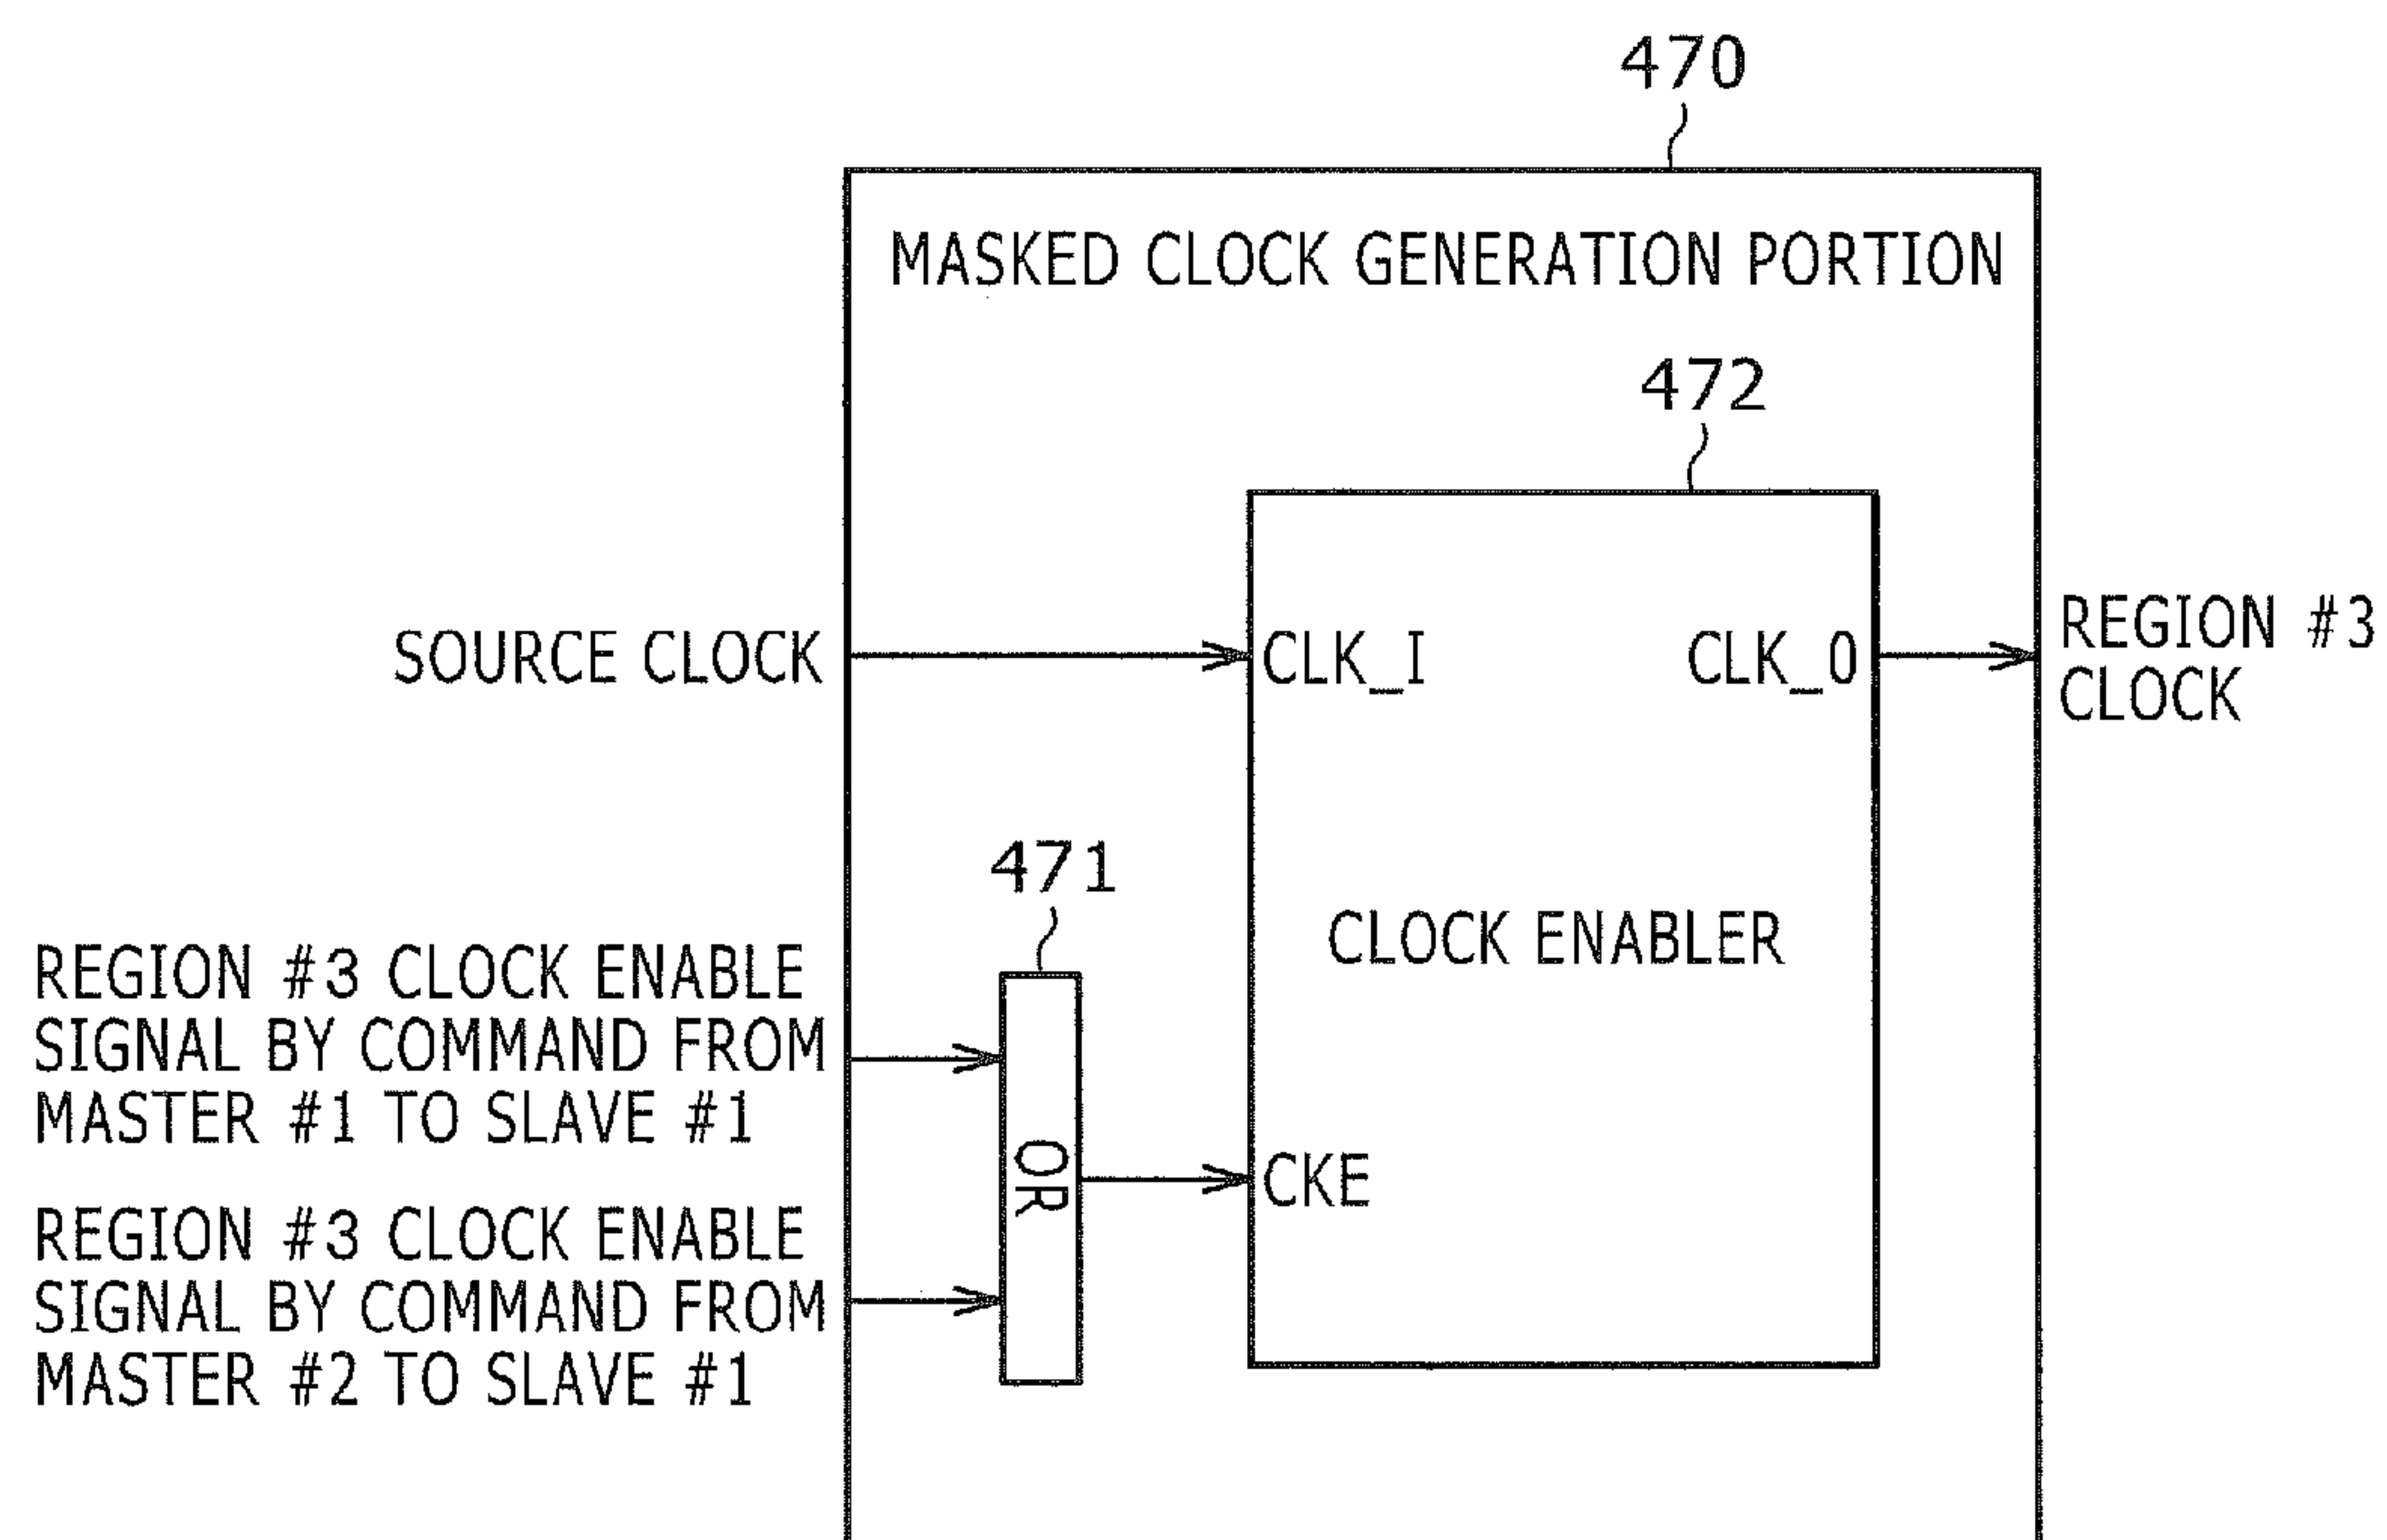 470
MASKED CLOCK GENERATION PORTION
472
SOURCE CLOCK
CLK_I
CLK_0
REGION #3
CLOCK
471
CLOCK ENABLER
REGION #3 CLOCK ENABLE
SIGNAL BY COMMAND FROM
MASTER #1 TO SLAVE #1
OR
CKE
REGION #3 CLOCK ENABLE
SIGNAL BY COMMAND FROM
MASTER #2 TO SLAVE #1